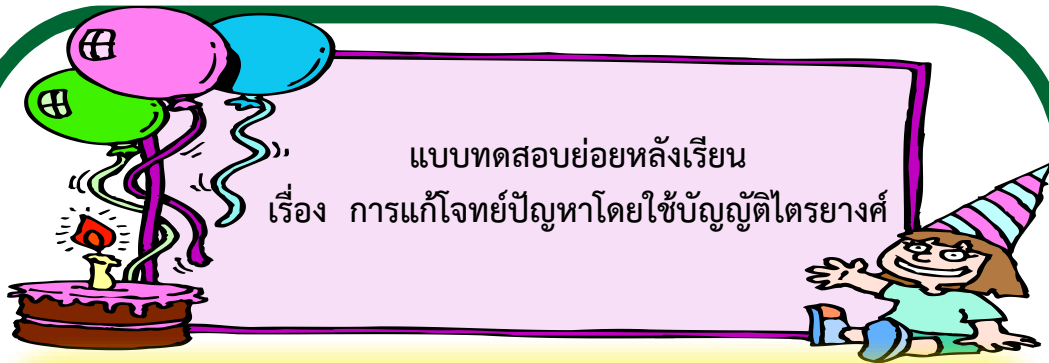 แบบทดสอบย่อยหลังเรียน
เรื่อง การแก้โจทย์ปัญหาโดยใช้บัญญัติไตรยางศ์